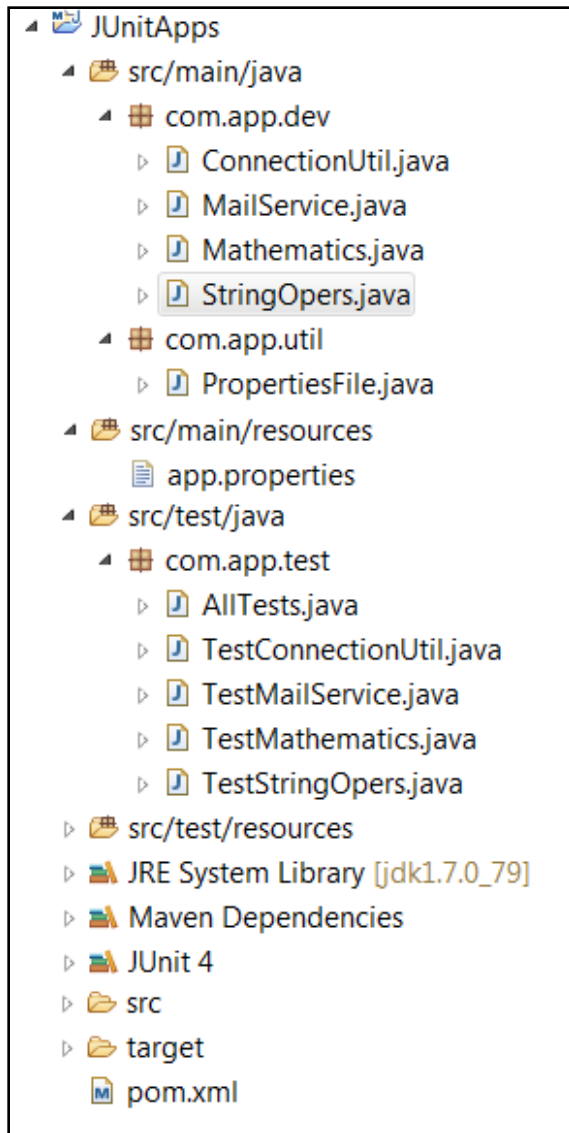 JUnitApps
src/main/java
com.app.dev
ConnectionUtil.java
MailService.java
Mathematics.java
StringOpers.java
com.app.util
PropertiesFile.java
src/main/resources
app.properties
src/test/java
com.app.test
AllTests.java
TestConnectionUtil.java
TestMailService.java
TestMathematics.java
TestStringOpers.java
src/test/resources
JRE System Library [jdk1.7.0_79]
Maven Dependencies
JUnit 4
src
target
pom.xml